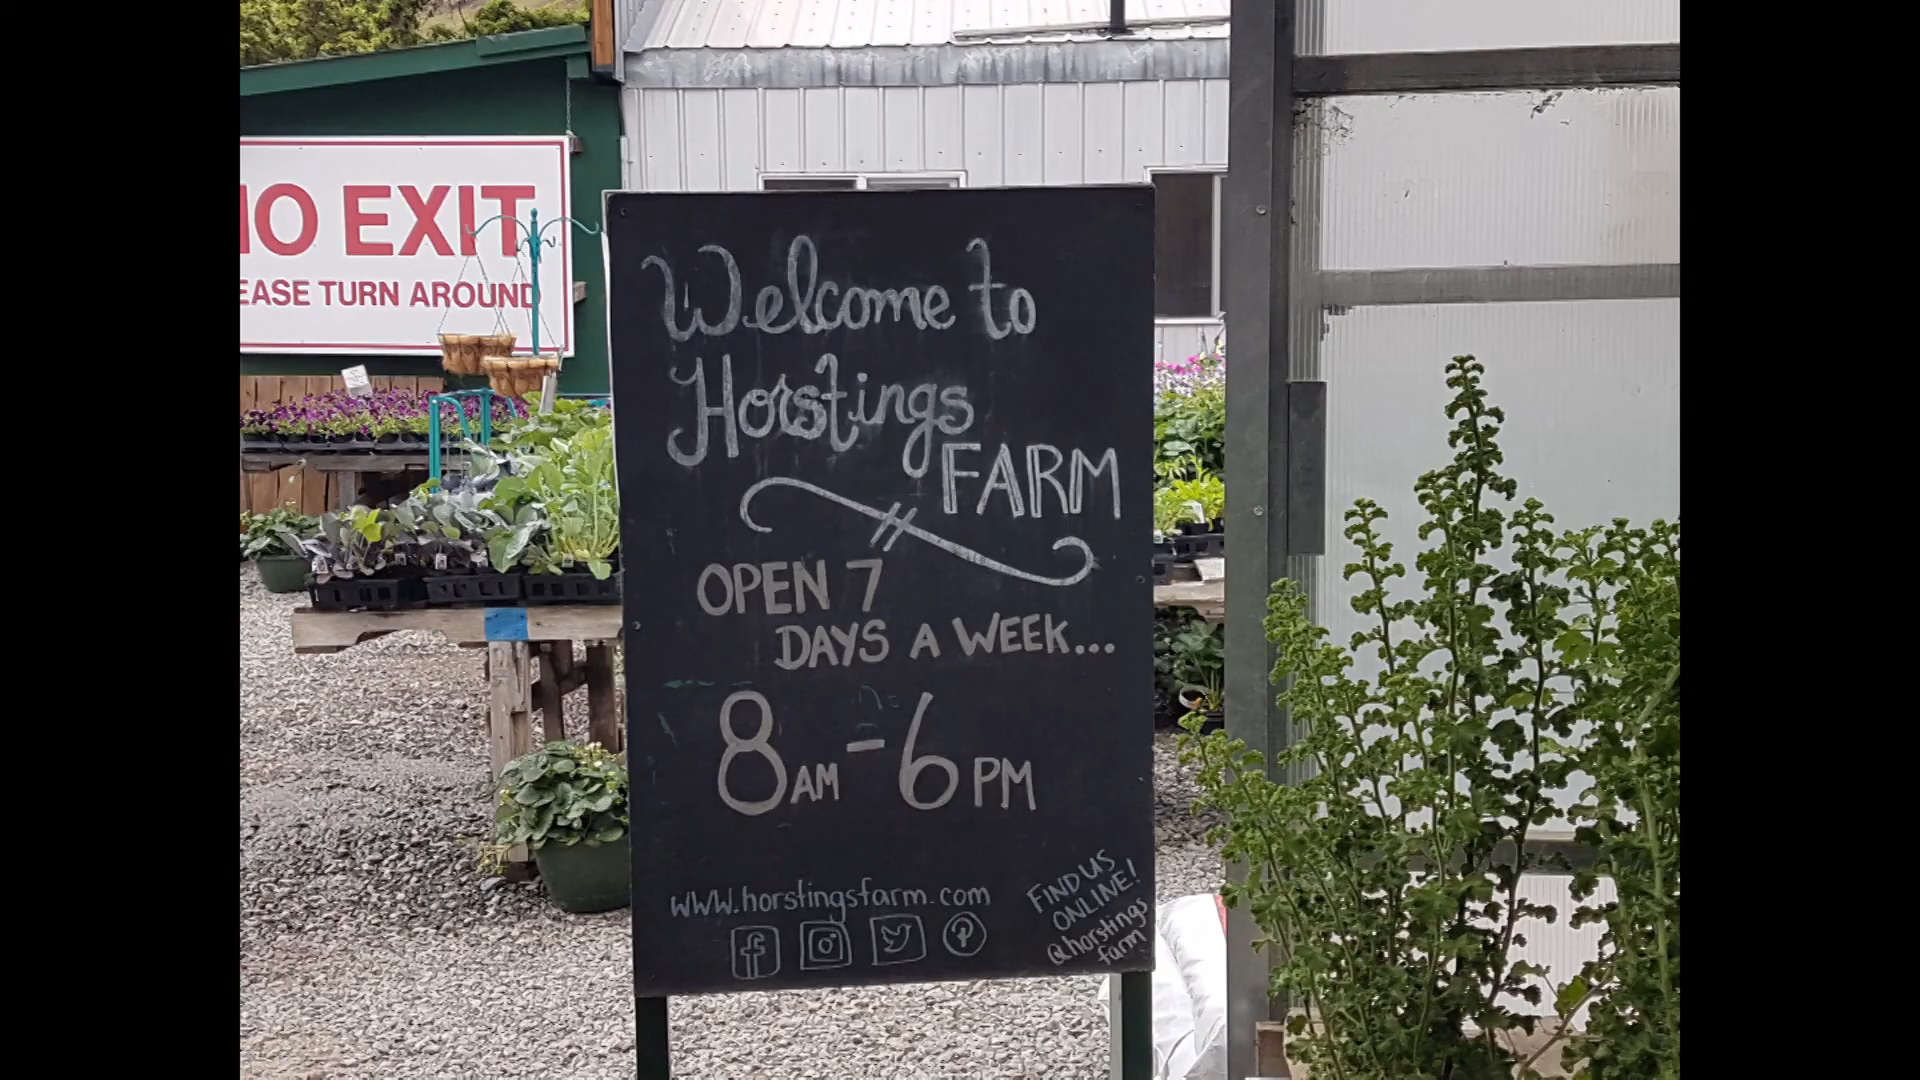 IO EXIT
EASE TURN AROUND
Welcome to
Horstings
FARM
OPEN 7
DAYS A WEEK...
8AM - 6PM
www.horstingsfarm.com
FIND US
ONLINE!
@horstings
farm